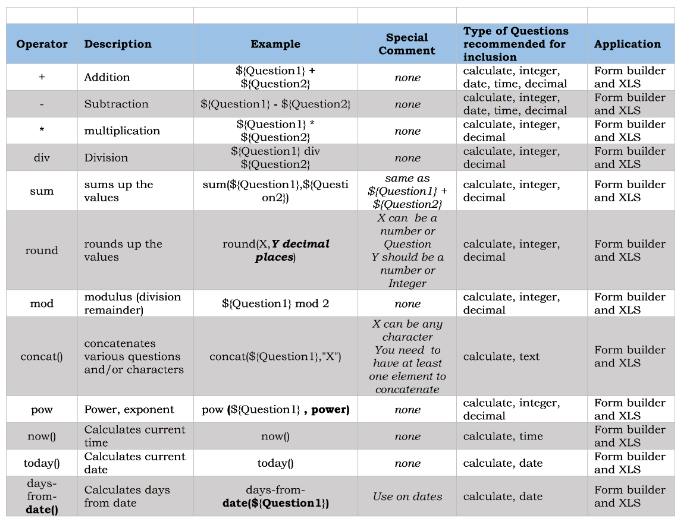 Operator Description Example Special Comment Type of Questions recommended for inclusion Application
+ Addition ${Question1} + ${Question2} none calculate, integer, date, time, decimal Form builder and XLS
- Subtraction ${Question1} - ${Question2} none calculate, integer, date, time, decimal Form builder and XLS
* multiplication ${Question1} * ${Question2} none calculate, integer, decimal Form builder and XLS
div Division ${Question1} div ${Question2} none calculate, integer, decimal Form builder and XLS
sum sums up the values sum(${Question1},${Question2}) same as ${Question1} + ${Question2} calculate, integer, decimal Form builder and XLS
round rounds up the values round(X,Y decimal places) X can be a number or Question Y should be a number or Integer calculate, integer, decimal Form builder and XLS
mod modulus (division remainder) ${Question1} mod 2 none calculate, integer, decimal Form builder and XLS
concat() concatenates various questions and/or characters concat(${Question1},"X") X can be any character You need to have at least one element to concatenate calculate, text Form builder and XLS
pow Power, exponent pow (${Question1} , power) none calculate, integer, decimal Form builder and XLS
now() Calculates current time now() none calculate, time Form builder and XLS
today() Calculates current date today() none calculate, date Form builder and XLS
days-from-date() Calculates days from date days-from-date(${Question1}) Use on dates calculate, date Form builder and XLS